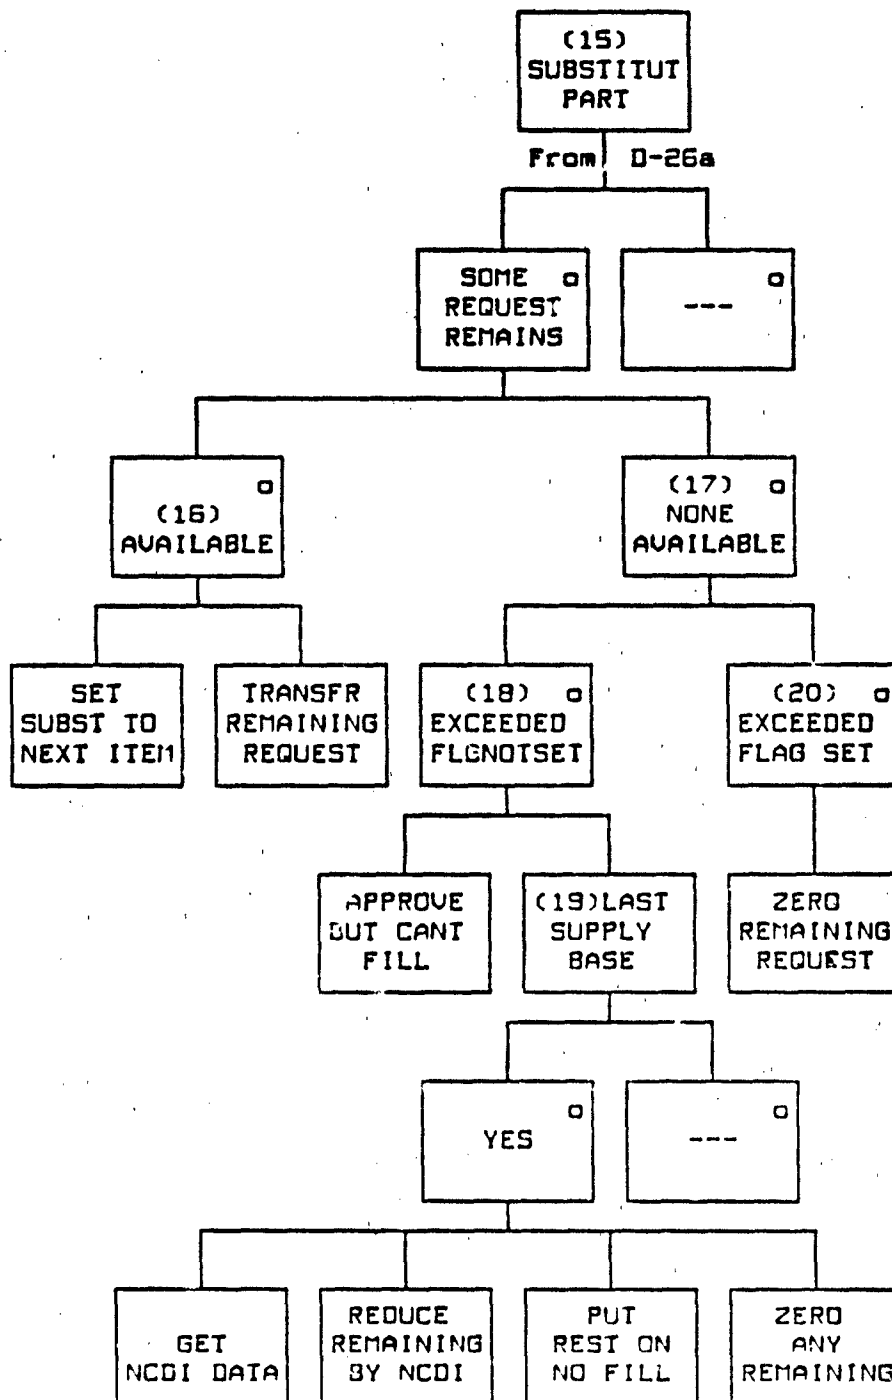 (15)
SUBSTITUT
PART
From D-26a
SOME
REQUEST
REMAINS
---
(16)
AVAILABLE
(17)
NONE
AVAILABLE
SET
SUBST TO
NEXT ITEM
TRANSFR
REMAINING
REQUEST
(18)
EXCEEDED
FLGNOTSET
(20)
EXCEEDED
FLAG SET
APPROVE
BUT CANT
FILL
(19)LAST
SUPPLY
BASE
ZERO
REMAINING
REQUEST
YES
---
GET
NCDI DATA
REDUCE
REMAINING
BY NCDI
PUT
REST ON
NO FILL
ZERO
ANY
REMAINING